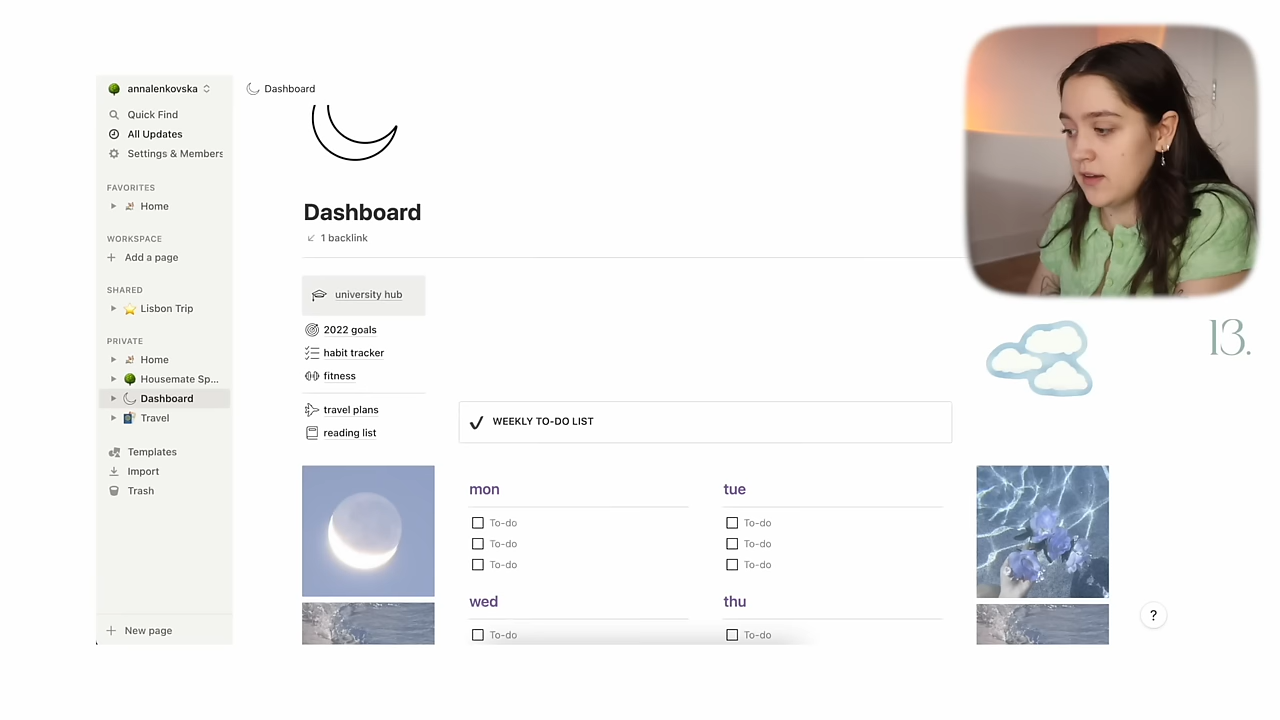 annalenkovska
Quick Find
All Updates
Settings & Members
FAVORITES
Home
WORKSPACE
Add a page
SHARED
Lisbon Trip
PRIVATE
Home
Housemate Sp...
Dashboard
Travel
Templates
Import
Trash
New page
Dashboard
Dashboard
1 backlink
university hub
2022 goals
habit tracker
fitness
travel plans
reading list
WEEKLY TO-DO LIST
mon
To-do
To-do
To-do
tue
To-do
To-do
To-do
wed
To-do
thu
To-do
13.
?